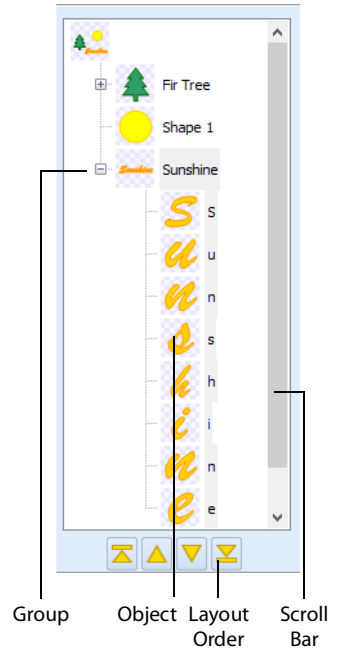 Fir Tree
Shape 1
Sunshine
Sunshine
S S
u u
n n
s s
h h
i i
n n
e e
Group
Object
Layout Order
Scroll Bar